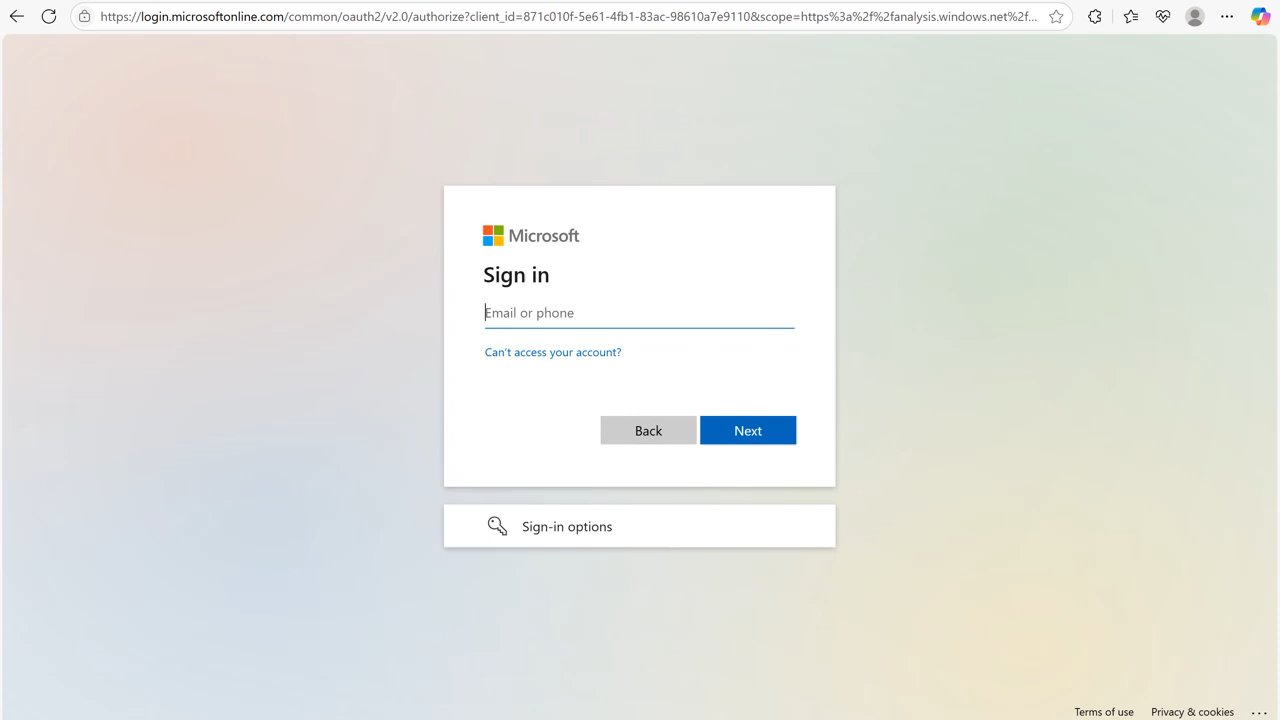 https://login.microsoftonline.com/common/oauth2/v2.0/authorize?client_id=871c010f-5e61-4fb1-83ac-98610a7e9110&scope=https%3a%2f%2fanalysis.windows.net%2f...
Microsoft
Sign in
Email or phone
Can't access your account?
Back
Next
Sign-in options
Terms of use
Privacy & cookies
...